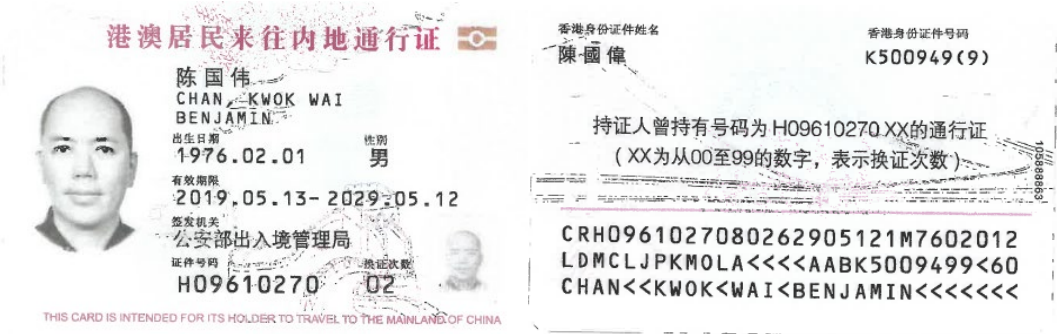 港澳居民来往内地通行证
陈国伟
CHAN, KWOK WAI
BENJAMIN
出生日期 性别
1976.02.01 男
有效期限
2019.05.13- 2029.05.12
签发机关
公安部出入境管理局
证件号码 换证次数
H09610270 02
THIS CARD IS INTENDED FOR ITS HOLDER TO TRAVEL TO THE MAINLAND OF CHINA
香港身份证件姓名 香港身份证件号码
陳國偉 K500949(9)
持证人曾持有号码为H09610270XX的通行证
(XX为从00至99的数字，表示换证次数)
105888863
CRH096102708026290512​1M7602012
LDMCLJPKMOLA<<<<AABK5009499<60
CHAN<<KWOK<WAI<BENJAMIN<<<<<<<